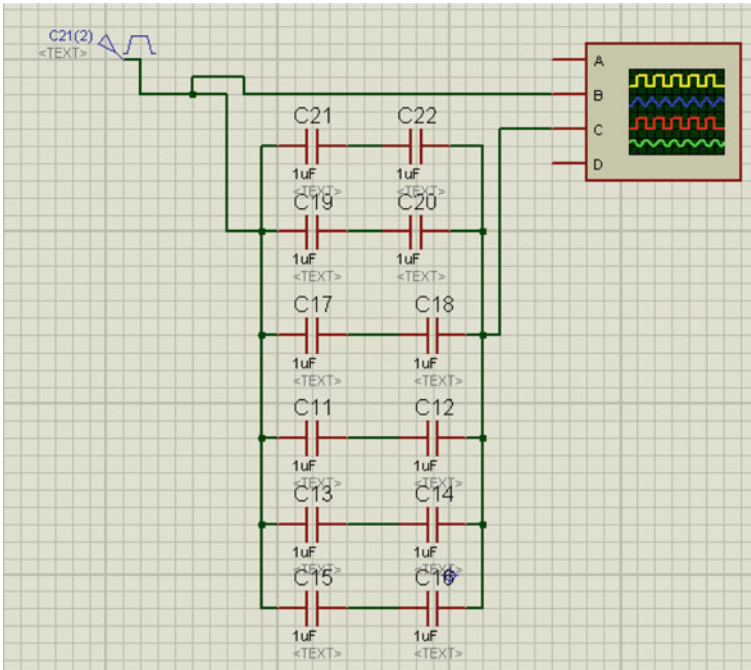 C21(2)
<TEXT>
A
B
C
D
C21 C22
1uF 1uF
<TEXT> <TEXT>
C19 C20
1uF 1uF
<TEXT> <TEXT>
C17 C18
1uF 1uF
<TEXT> <TEXT>
C11 C12
1uF 1uF
<TEXT> <TEXT>
C13 C14
1uF 1uF
<TEXT> <TEXT>
C15 C16
1uF 1uF
<TEXT> <TEXT>